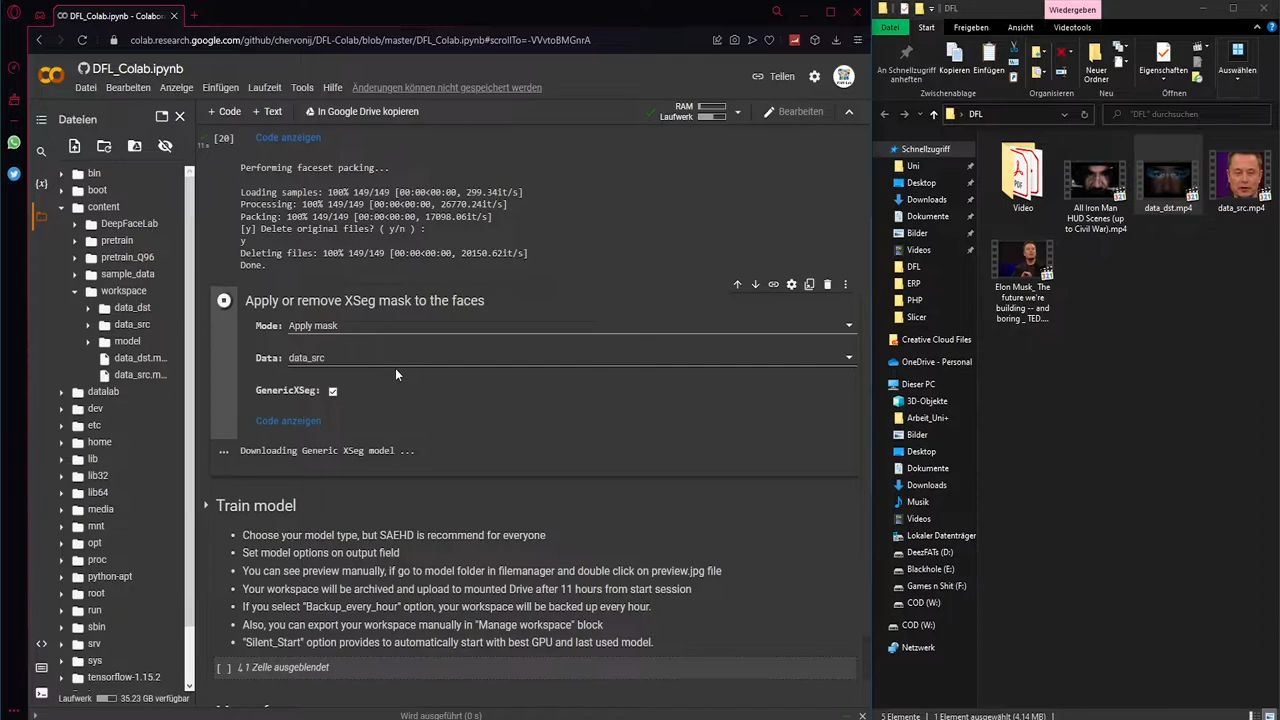 DFL_Colab.ipynb - Colabora
colab.research.google.com/github/chervonij/DFL-Colab/blob/master/DFL_Colab.ipynb#scrollTo=-VVvto8MGnrA
DFL_Colab.ipynb
Datei Bearbeiten Anzeige Einfügen Laufzeit Tools Hilfe Änderungen können nicht gespeichert werden
Teilen
+ Code + Text In Google Drive kopieren
RAM
Laufwerk
Bearbeiten
Dateien
bin
boot
content
DeepFaceLab
pretrain
pretrain_Q96
sample_data
workspace
data_dst
data_src
model
data_dst.m...
data_src.m...
datalab
dev
etc
home
lib
lib32
lib64
media
mnt
opt
proc
python-apt
root
run
sbin
srv
sys
tensorflow-1.15.2
Laufwerk 35.23 GB verfügbar
[20] Code anzeigen
11s
Performing faceset packing...
Loading samples: 100% 149/149 [00:00<00:00, 299.34it/s]
Processing: 100% 149/149 [00:00<00:00, 26770.24it/s]
Packing: 100% 149/149 [00:00<00:00, 17098.06it/s]
[y] Delete original files? ( y/n ) :
y
Deleting files: 100% 149/149 [00:00<00:00, 20150.62it/s]
Done.
Apply or remove XSeg mask to the faces
Mode: Apply mask
Data: data_src
GenericXSeg:
Code anzeigen
Downloading Generic XSeg model ...
Train model
Choose your model type, but SAEHD is recommend for everyone
Set model options on output field
You can see preview manually, if go to model folder in filemanager and double click on preview.jpg file
Your workspace will be archived and upload to mounted Drive after 11 hours from start session
If you select "Backup_every_hour" option, your workspace will be backed up every hour.
Also, you can export your workspace manually in "Manage workspace" block
"Silent_Start" option provides to automatically start with best GPU and last used model.
[ ] ↳ 1 Zelle ausgeblendet
Wird ausgeführt (0 s)
DFL
Wiedergeben
Datei Start Freigeben Ansicht Videotools
An Schnellzugriff
anheften
Kopieren
Einfügen
Neuer
Ordner
Eigenschaften
Auswählen
Zwischenablage Organisieren Neu Öffnen
DFL
"DFL" durchsuchen
Schnellzugriff
Uni
Desktop
Downloads
Dokumente
Bilder
Videos
DFL
ERP
PHP
Slicer
Creative Cloud Files
OneDrive - Personal
Dieser PC
3D-Objekte
Arbeit_Uni+
Bilder
Desktop
Dokumente
Downloads
Musik
Videos
Lokaler Datenträger
DeezFATs (D:)
Blackhole (E:)
Games n Shit (F:)
COD (W:)
COD (W:)
Netzwerk
PDF
Video
All Iron Man
HUD Scenes (up
to Civil War).mp4
data_dst.mp4
data_src.mp4
Elon Musk_ The
future we're
building -- and
boring _ TED....
5 Elemente 1 Element ausgewählt (4,14 MB)